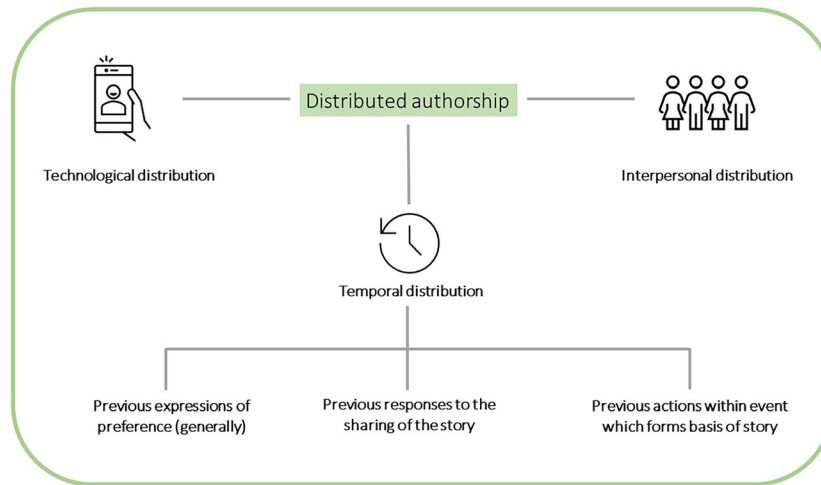 Distributed authorship
Technological distribution
Interpersonal distribution
Temporal distribution
Previous expressions of
preference (generally)
Previous responses to the
sharing of the story
Previous actions within event
which forms basis of story